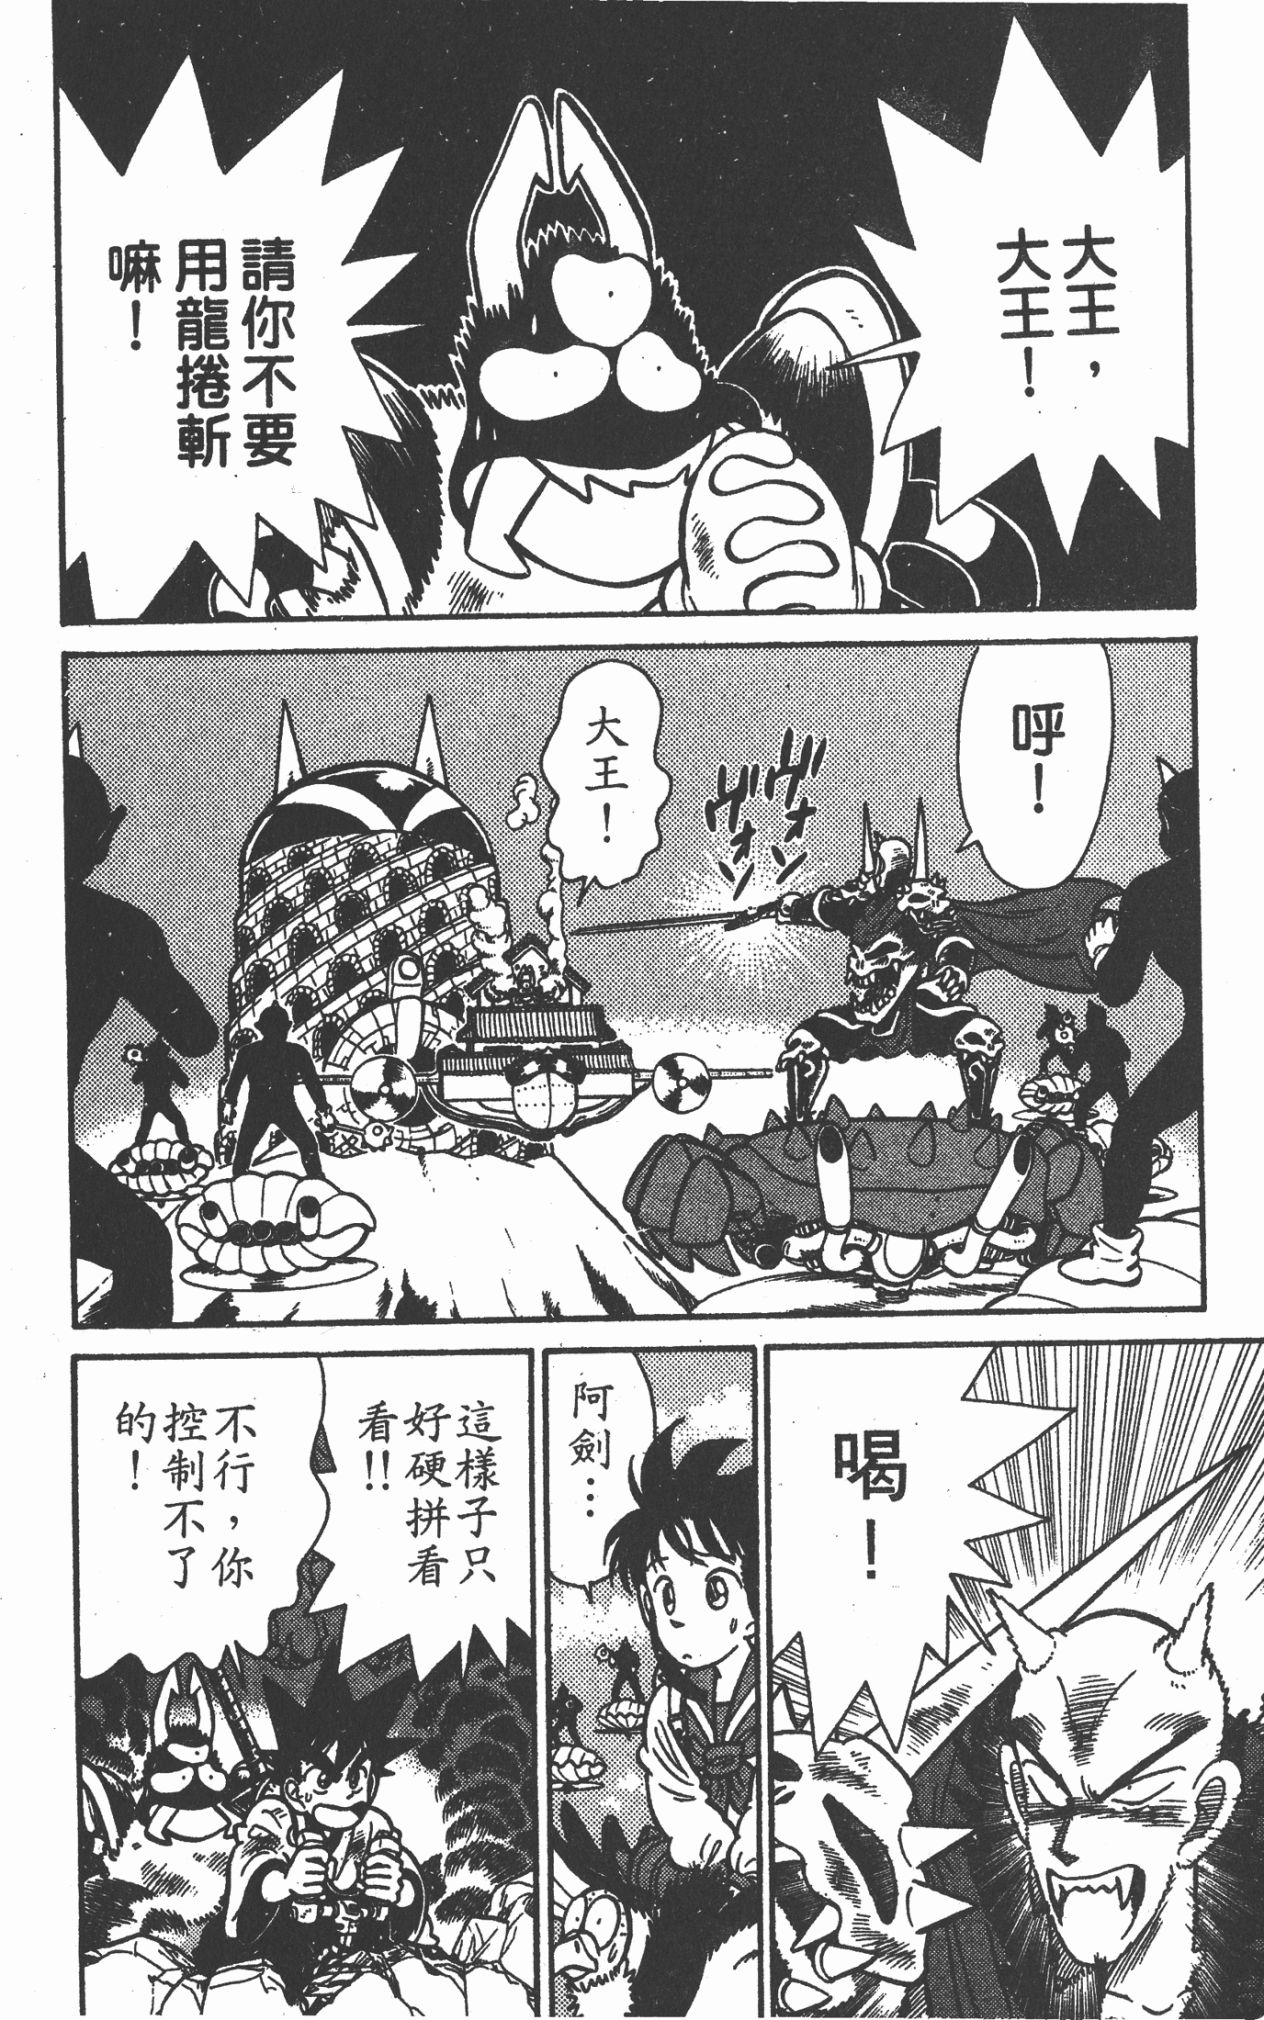 大王，
大王！
請你不要
用龍捲斬
嘛！
呼！
ヴォン
ヴォン
大王！
喝！
阿劍…
這樣子只
好硬拼看
看!!
不行，你
控制不了
的！